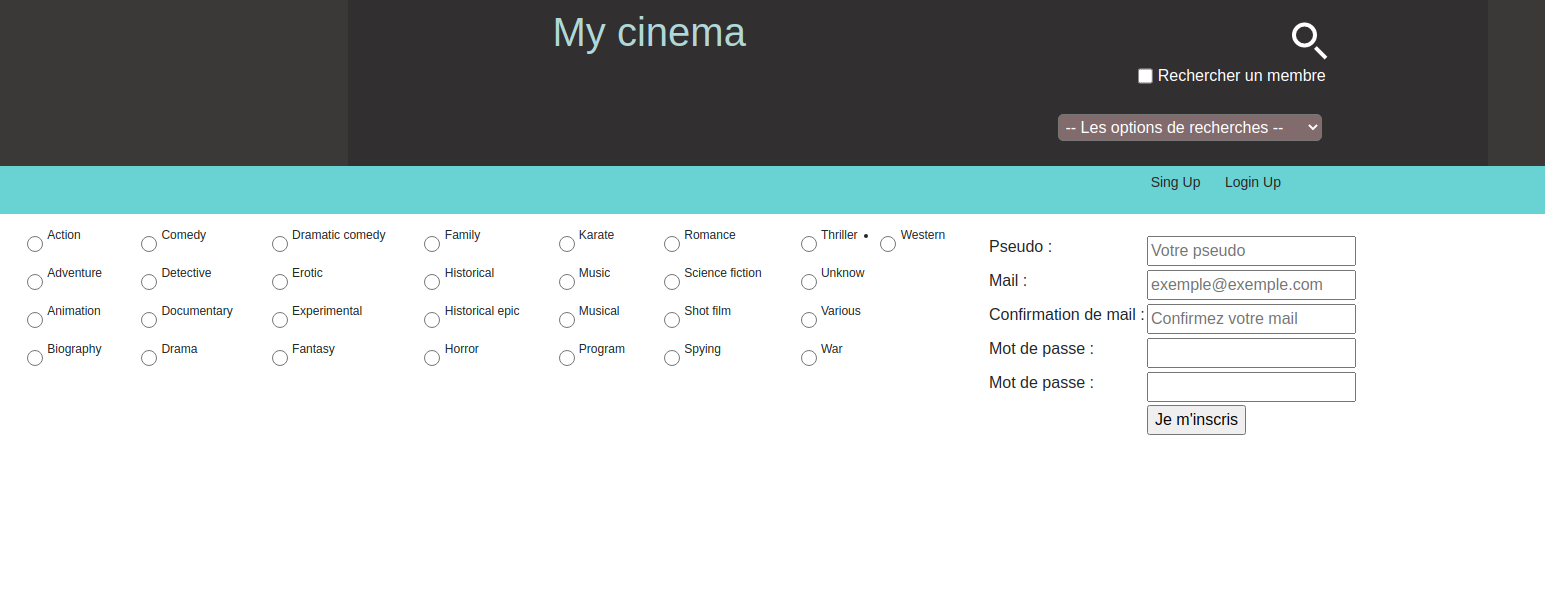 My cinema
Rechercher un membre
-- Les options de recherches --
Sing Up Login Up
Action Comedy Dramatic comedy Family Karate Romance Thriller • Western
Adventure Detective Erotic Historical Music Science fiction Unknow
Animation Documentary Experimental Historical epic Musical Shot film Various
Biography Drama Fantasy Horror Program Spying War
Pseudo : Votre pseudo
Mail : exemple@exemple.com
Confirmation de mail : Confirmez votre mail
Mot de passe :
Mot de passe :
Je m'inscris